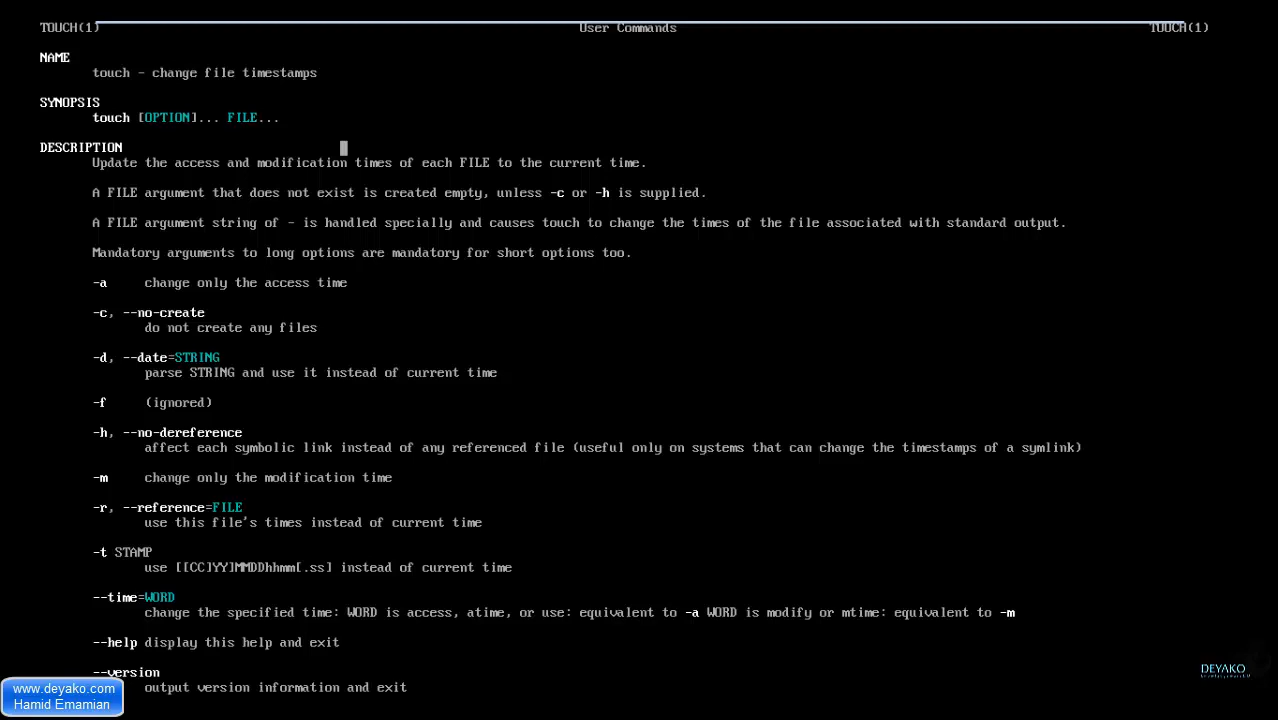 TOUCH(1) User Commands TOUCH(1)
NAME
touch - change file timestamps
SYNOPSIS
touch [OPTION]... FILE...
DESCRIPTION
Update the access and modification times of each FILE to the current time.
A FILE argument that does not exist is created empty, unless -c or -h is supplied.
A FILE argument string of - is handled specially and causes touch to change the times of the file associated with standard output.
Mandatory arguments to long options are mandatory for short options too.
-a change only the access time
-c, --no-create
do not create any files
-d, --date=STRING
parse STRING and use it instead of current time
-f (ignored)
-h, --no-dereference
affect each symbolic link instead of any referenced file (useful only on systems that can change the timestamps of a symlink)
-m change only the modification time
-r, --reference=FILE
use this file's times instead of current time
-t STAMP
use [[CC]YY]MMDDhhmm[.ss] instead of current time
--time=WORD
change the specified time: WORD is access, atime, or use: equivalent to -a WORD is modify or mtime: equivalent to -m
--help display this help and exit
--version
output version information and exit
www.deyako.com
Hamid Emamian
DEYAKO